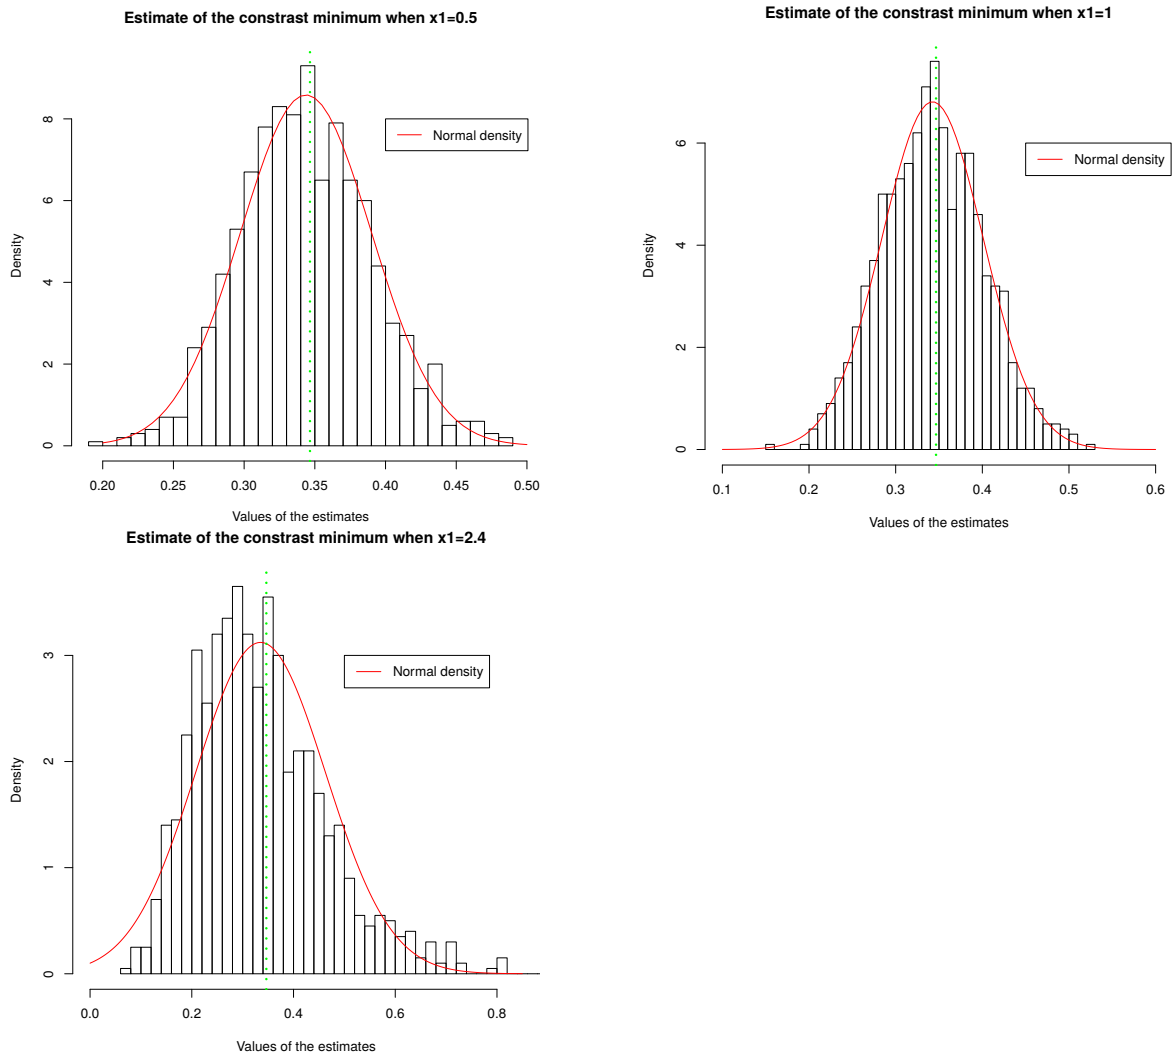 Estimate of the constrast minimum when x1=0.5
Density
0 2 4 6 8
Normal density
0.20 0.25 0.30 0.35 0.40 0.45 0.50
Values of the estimates
Estimate of the constrast minimum when x1=1
Density
0 2 4 6
Normal density
0.1 0.2 0.3 0.4 0.5 0.6
Values of the estimates
Estimate of the constrast minimum when x1=2.4
Density
0 1 2 3
Normal density
0.0 0.2 0.4 0.6 0.8
Values of the estimates